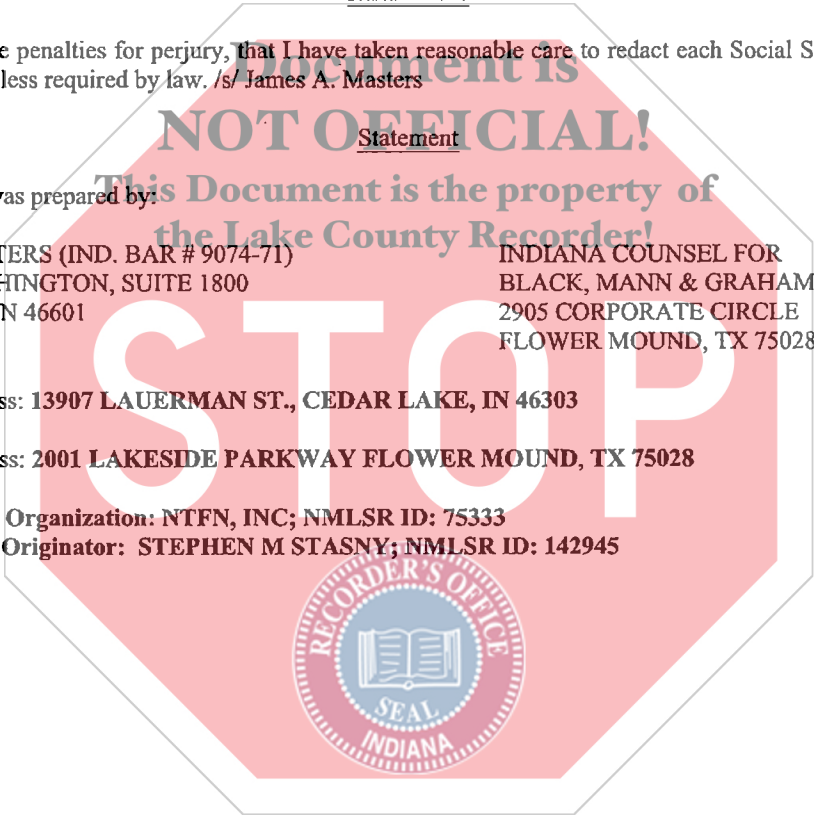 e penalties for perjury, that I have taken reasonable care to redact each Social S
less required by law. /s/ James A. Masters
Document is
NOT OFFICIAL!
Statement
This Document is the property of
as prepared by:
the Lake County Recorder!
TERS (IND. BAR # 9074-71)
INDIANA COUNSEL FOR
HINGTON, SUITE 1800
BLACK, MANN & GRAHAM
N 46601
2905 CORPORATE CIRCLE
FLOWER MOUND, TX 75028
STOP
ss: 13907 LAUERMAN ST., CEDAR LAKE, IN 46303
ss: 2001 LAKESIDE PARKWAY FLOWER MOUND, TX 75028
Organization: NTFN, INC; NMLSR ID: 75333
Originator: STEPHEN M STASNY; NMLSR ID: 142945
RECORDER'S OFFICE
SEAL
INDIANA